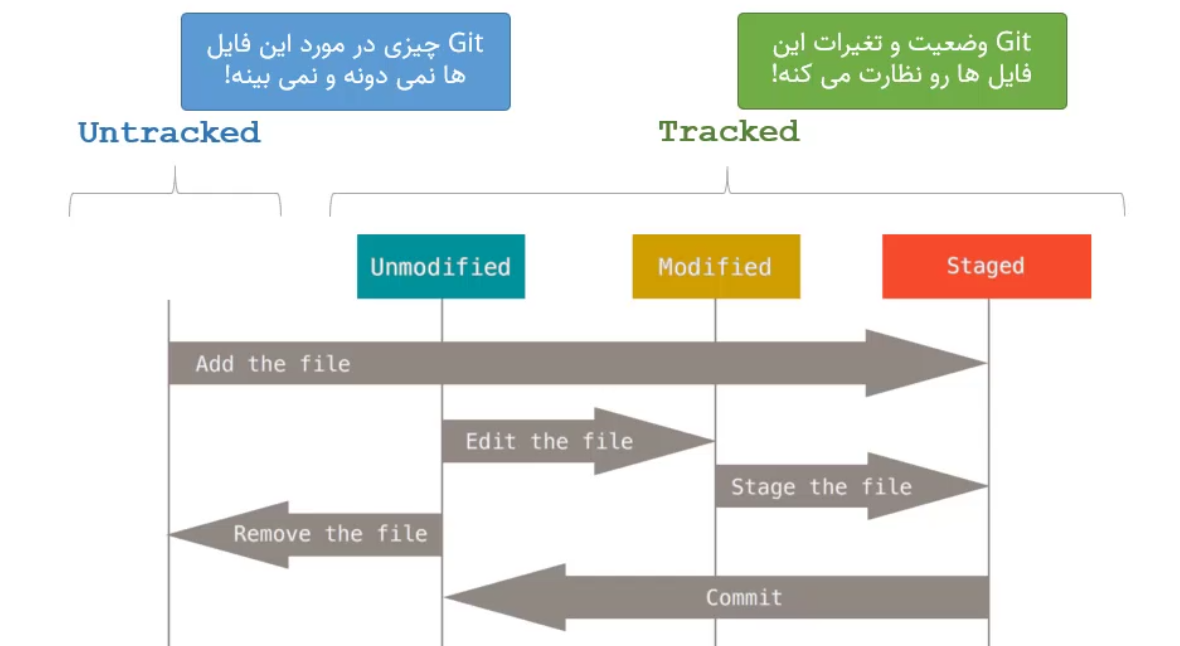 Git چیزی در مورد این فایل
ها نمی دونه و نمی بینه!
Git وضعیت و تغیرات این
فایل ها رو نظارت می کنه!
Untracked
Tracked
Unmodified
Modified
Staged
Add the file
Edit the file
Stage the file
Remove the file
Commit